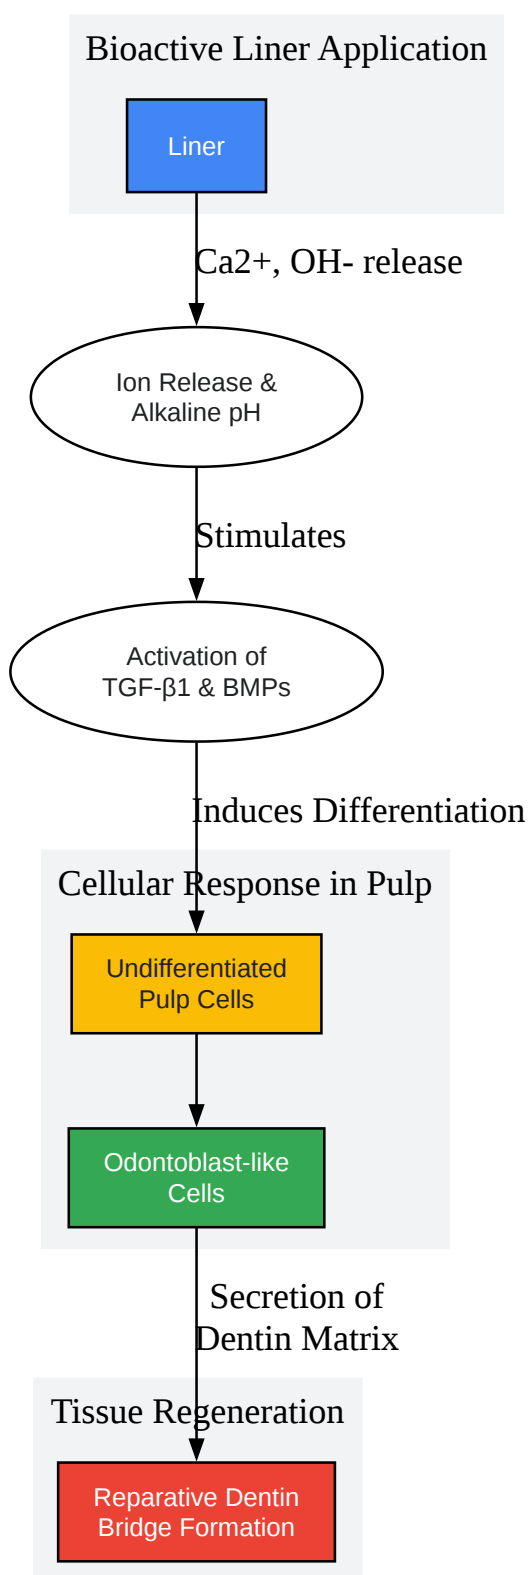 Bioactive Liner Application
Liner
Ca2+, OH- release
Ion Release &
Alkaline pH
Stimulates
Activation of
TGF-β1 & BMPs
Induces Differentiation
Cellular Response in Pulp
Undifferentiated
Pulp Cells
Odontoblast-like
Cells
Secretion of
Dentin Matrix
Tissue Regeneration
Reparative Dentin
Bridge Formation